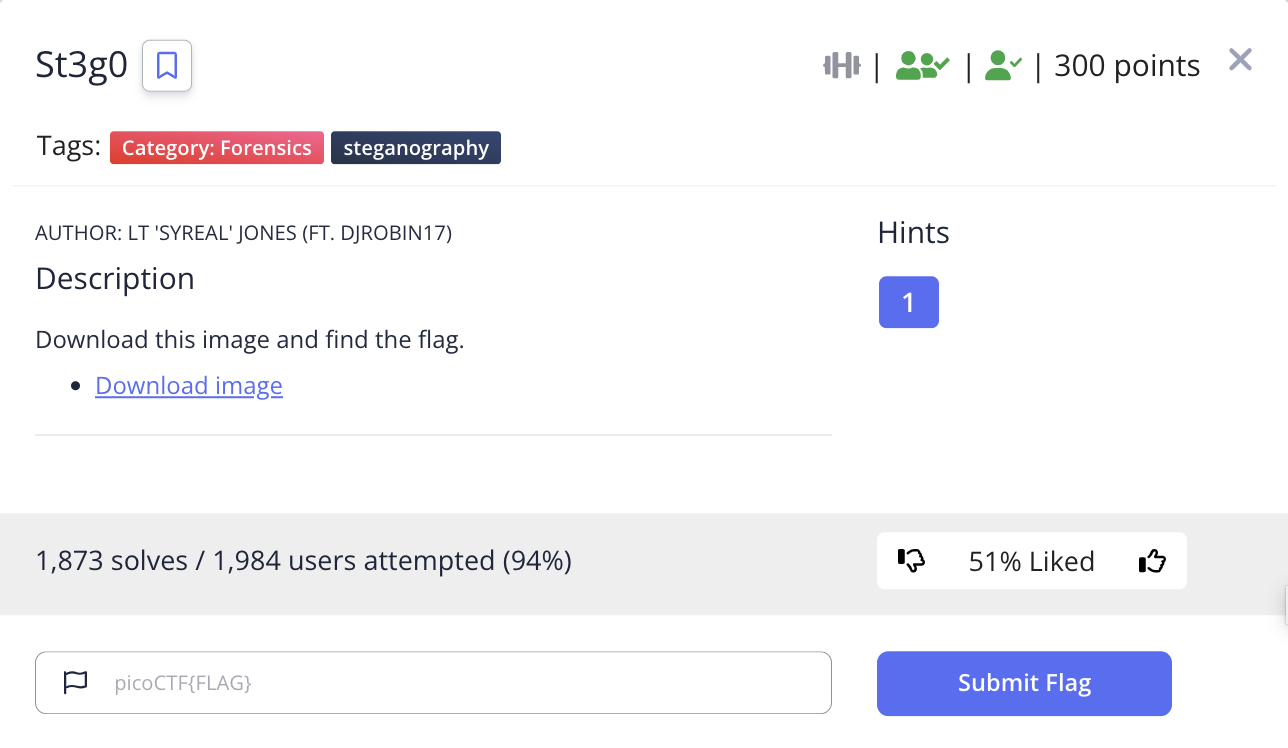 St3g0
| | | 300 points
Tags: Category: Forensics steganography
AUTHOR: LT 'SYREAL' JONES (FT. DJROBIN17)
Hints
Description
1
Download this image and find the flag.
• Download image
1,873 solves / 1,984 users attempted (94%)
51% Liked
picoCTF{FLAG}
Submit Flag